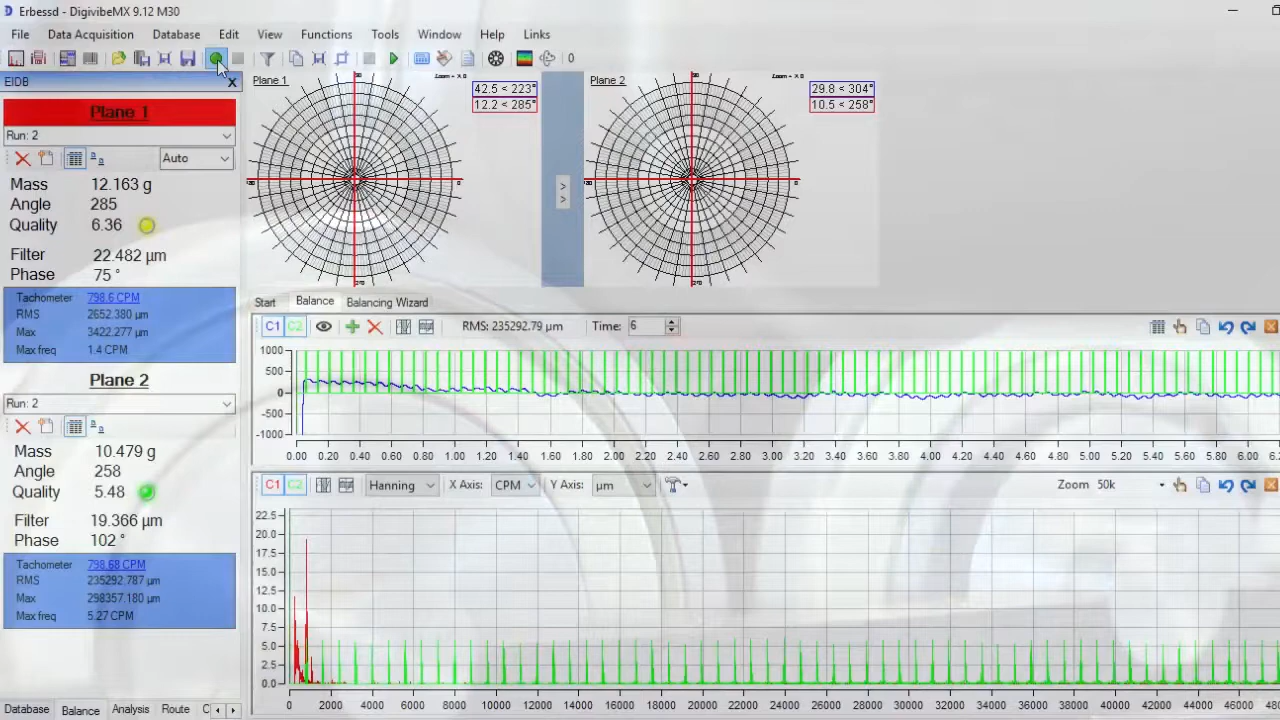 Erbessd - DigivibeMX 9.12 M30
File Data Acquisition Database Edit View Functions Tools Window Help Links
0
EIDB X
Plane 1
Run: 2
Auto
Mass 12.163 g
Angle 285
Quality 6.36
Filter 22.482 µm
Phase 75 °
Tachometer 798.6 CPM
RMS 2652.380 µm
Max 3422.277 µm
Max freq 1.4 CPM
Plane 2
Run: 2
Mass 10.479 g
Angle 258
Quality 5.48
Filter 19.366 µm
Phase 102 °
Tachometer 798.68 CPM
RMS 235292.787 µm
Max 298357.180 µm
Max freq 5.27 CPM
Database Balance Analysis Route C
Plane 1
42.5 < 223°
12.2 < 285°
> >
Plane 2
29.8 < 304°
10.5 < 258°
Start Balance Balancing Wizard
C1 C2 RMS: 235292.79 µm Time: 6
1000
500
0
-500
-1000
0.00 0.20 0.40 0.60 0.80 1.00 1.20 1.40 1.60 1.80 2.00 2.20 2.40 2.60 2.80 3.00 3.20 3.40 3.60 3.80 4.00 4.20 4.40 4.60 4.80 5.00 5.20 5.40 5.60 5.80 6.00 6.2
C1 C2 Hanning X Axis: CPM Y Axis: µm Zoom 50k
22.5
20.0
17.5
15.0
12.5
10.0
7.5
5.0
2.5
0.0
0 2000 4000 6000 8000 10000 12000 14000 16000 18000 20000 22000 24000 26000 28000 30000 32000 34000 36000 38000 40000 42000 44000 46000 48